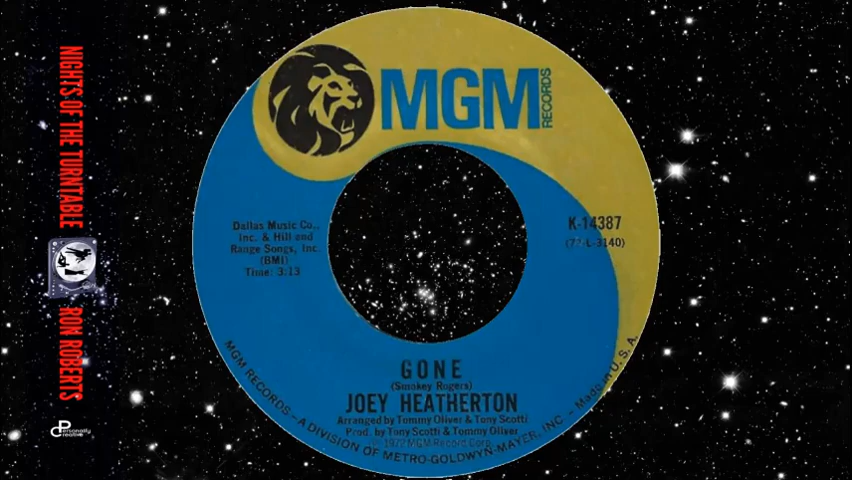 NIGHTS OF THE TURNTABLE
RON ROBERTS
Personally
Creative
MGM
RECORDS
Dallas Music Co.,
Inc. & Hill and
Range Songs, Inc.
(BMI)
Time: 3:13
K-14387
GONE
(Smokey Rogers)
JOEY HEATHERTON
Arranged by Tommy Oliver & Tony Scotti
Prod. by Tony Scotti & Tommy Oliver
© 1972 MGM Record Corp.
MGM RECORDS—A DIVISION OF METRO-GOLDWYN-MAYER, INC.— Made in U. S. A.